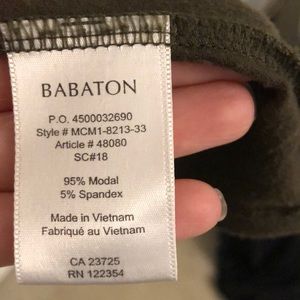 BABATON
P.O. 4500032690
Style # MCM1-8213-33
Article # 48080
SC#18
95% Modal
5% Spandex
Made in Vietnam
Fabriqué au Vietnam
CA 23725
RN 122354